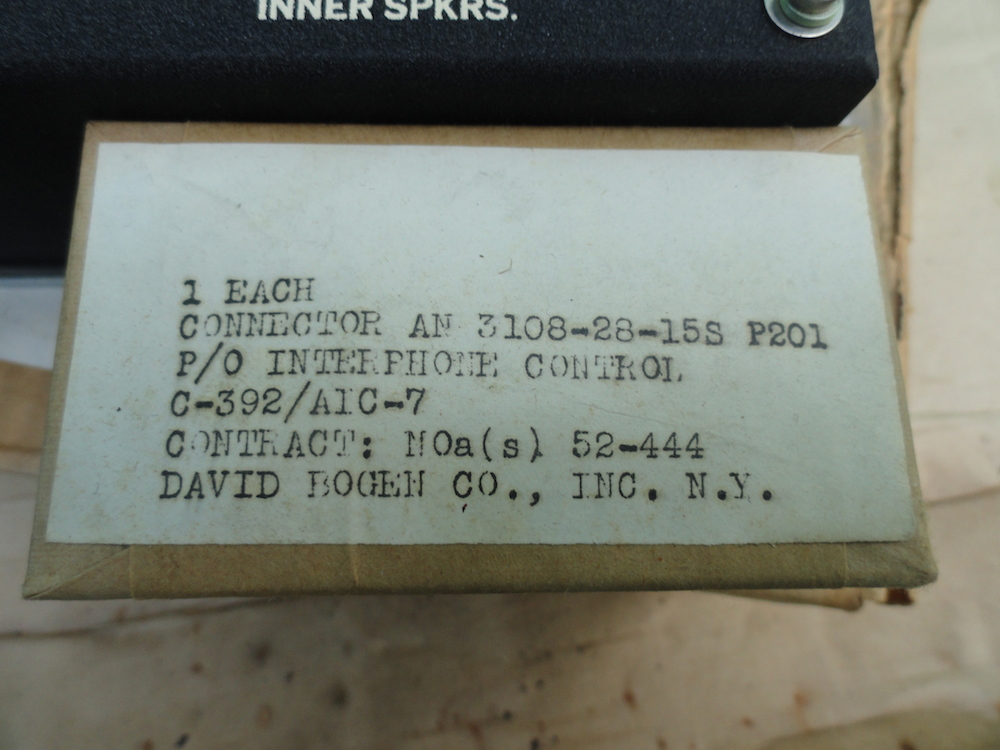 INNER SPKRS.
1 EACH
CONNECTOR AN 3108-28-15S P201
P/O INTERPHONE CONTROL
C-392/AIC-7
CONTRACT: NOa(s) 52-444
DAVID BOGEN CO., INC. N.Y.